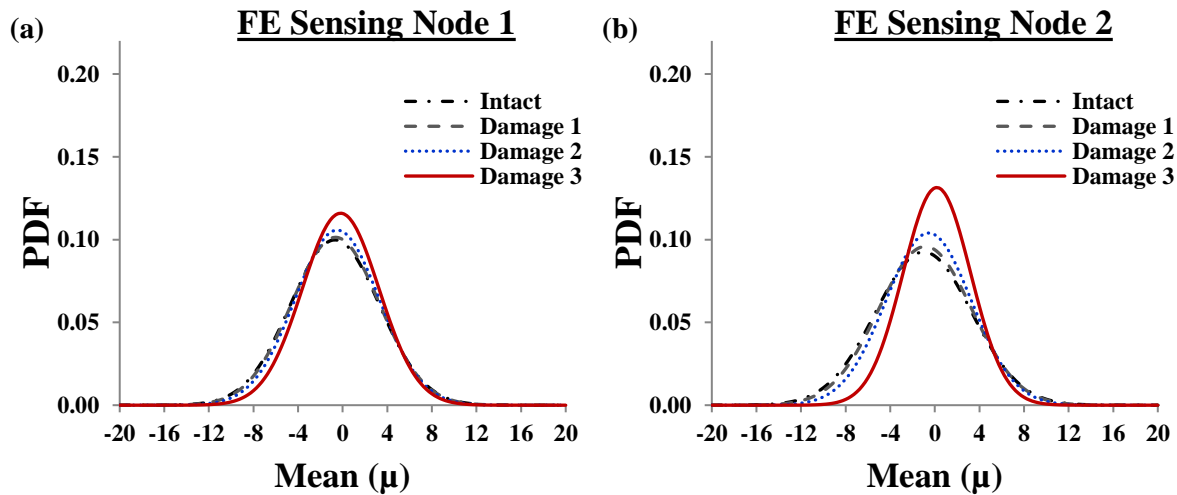 (a)
FE Sensing Node 1
PDF
0.20
0.15
0.10
0.05
0.00
Intact
Damage 1
Damage 2
Damage 3
-20 -16 -12 -8 -4 0 4 8 12 16 20
Mean (µ)
(b)
FE Sensing Node 2
PDF
0.20
0.15
0.10
0.05
0.00
Intact
Damage 1
Damage 2
Damage 3
-20 -16 -12 -8 -4 0 4 8 12 16 20
Mean (µ)